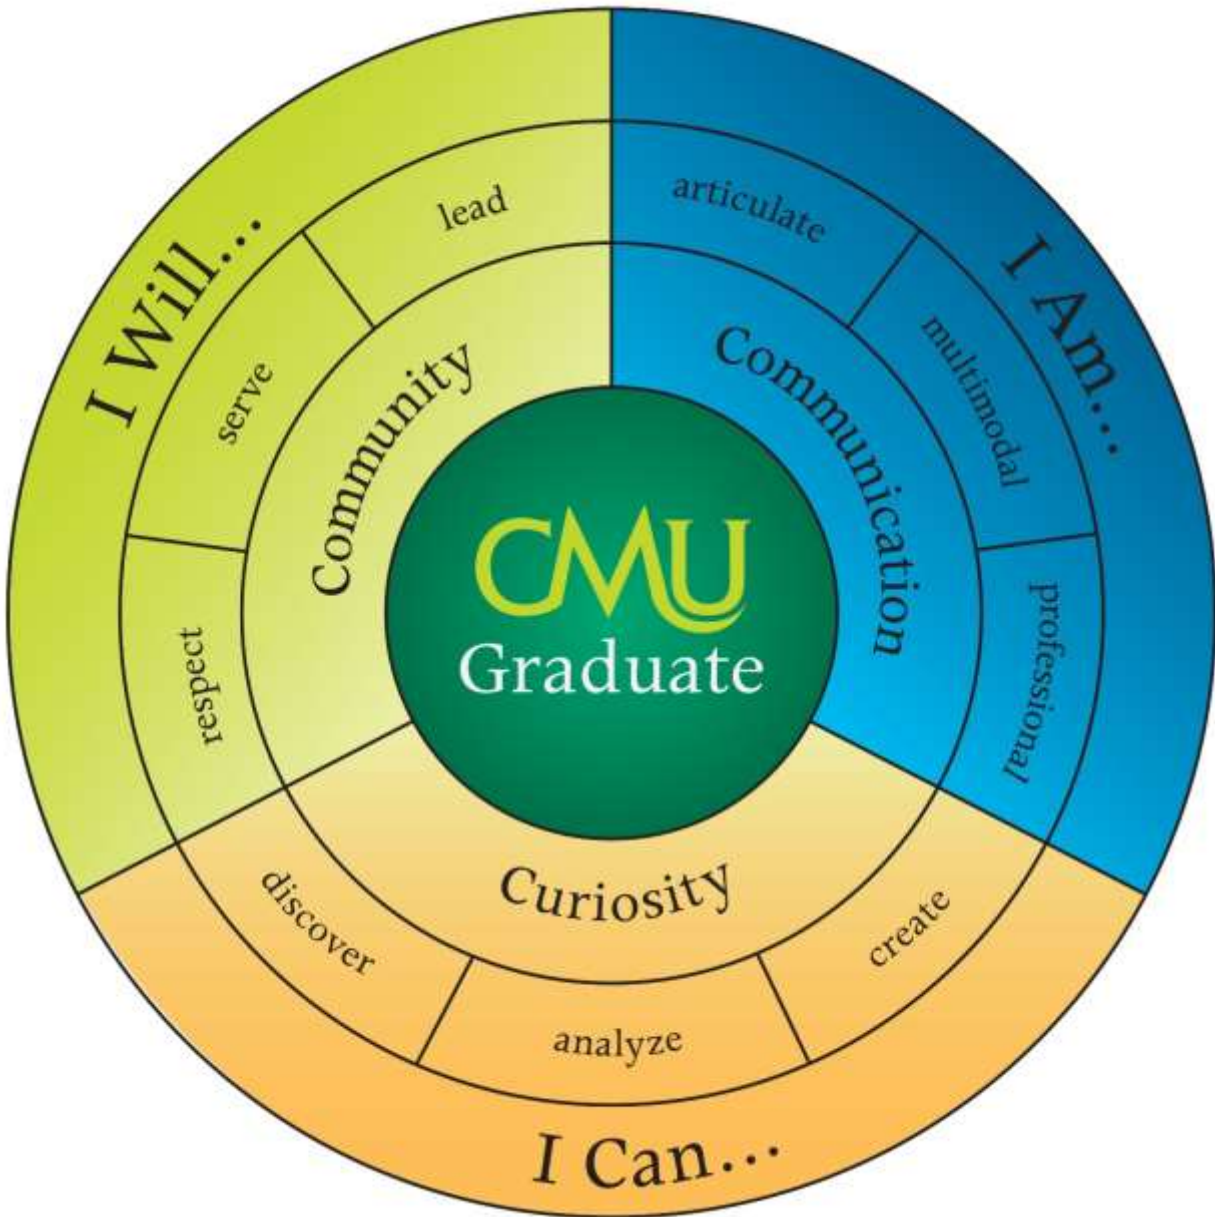 CMU
Graduate
I Will...
lead
serve
respect
Community
I Am...
articulate
multimodal
professional
Communication
Curiosity
discover
analyze
create
I Can...